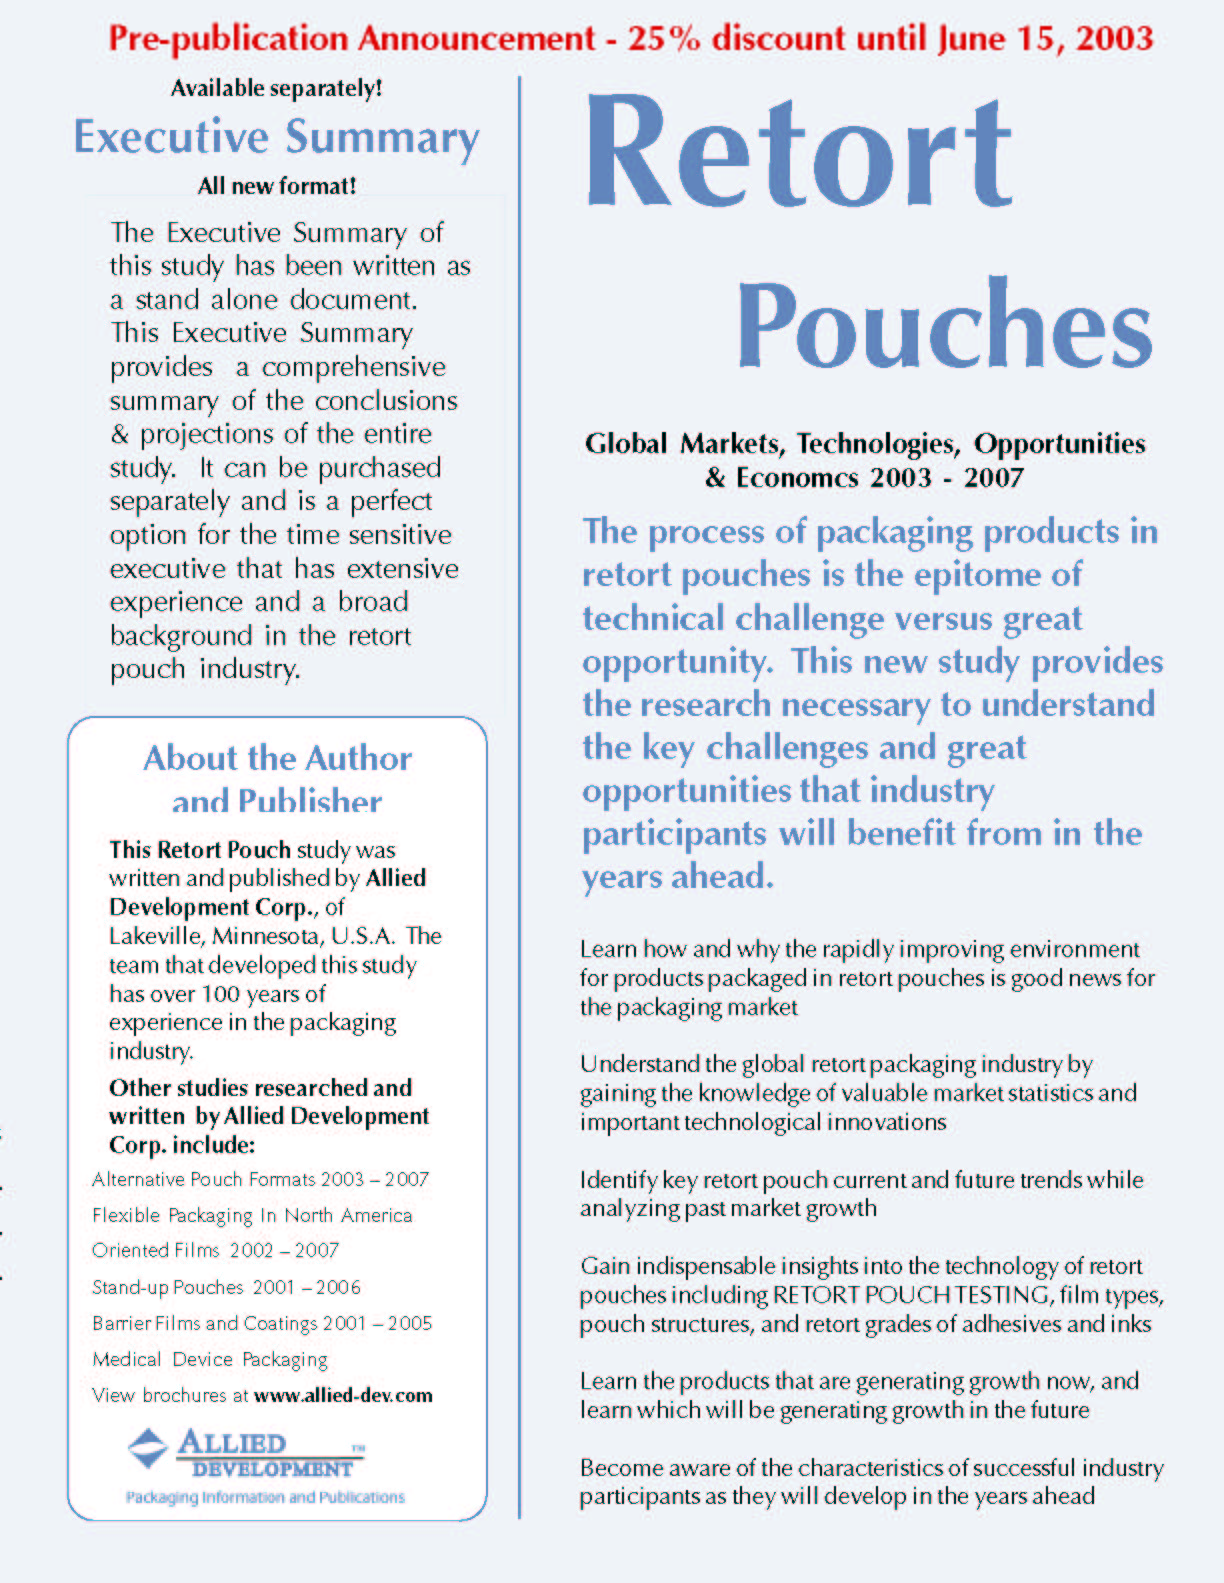 Pre-publication Announcement - 25% discount until June 15, 2003
Available separately!
Executive Summary
All new format!
The Executive Summary of
this study has been written as
a stand alone document.
This Executive Summary
provides a comprehensive
summary of the conclusions
& projections of the entire
study. It can be purchased
separately and is a perfect
option for the time sensitive
executive that has extensive
experience and a broad
background in the retort
pouch industry.
About the Author
and Publisher
This Retort Pouch study was
written and published by Allied
Development Corp., of
Lakeville, Minnesota, U.S.A. The
team that developed this study
has over 100 years of
experience in the packaging
industry.
Other studies researched and
written by Allied Development
Corp. include:
Alternative Pouch Formats 2003 – 2007
Flexible Packaging In North America
Oriented Films 2002 – 2007
Stand-up Pouches 2001 – 2006
Barrier Films and Coatings 2001 – 2005
Medical Device Packaging
View brochures at www.allied-dev.com
ALLIED TM
DEVELOPMENT
Packaging Information and Publications
Retort
Pouches
Global Markets, Technologies, Opportunities
& Economcs 2003 - 2007
The process of packaging products in
retort pouches is the epitome of
technical challenge versus great
opportunity. This new study provides
the research necessary to understand
the key challenges and great
opportunities that industry
participants will benefit from in the
years ahead.
Learn how and why the rapidly improving environment
for products packaged in retort pouches is good news for
the packaging market
Understand the global retort packaging industry by
gaining the knowledge of valuable market statistics and
important technological innovations
Identify key retort pouch current and future trends while
analyzing past market growth
Gain indispensable insights into the technology of retort
pouches including RETORT POUCH TESTING, film types,
pouch structures, and retort grades of adhesives and inks
Learn the products that are generating growth now, and
learn which will be generating growth in the future
Become aware of the characteristics of successful industry
participants as they will develop in the years ahead